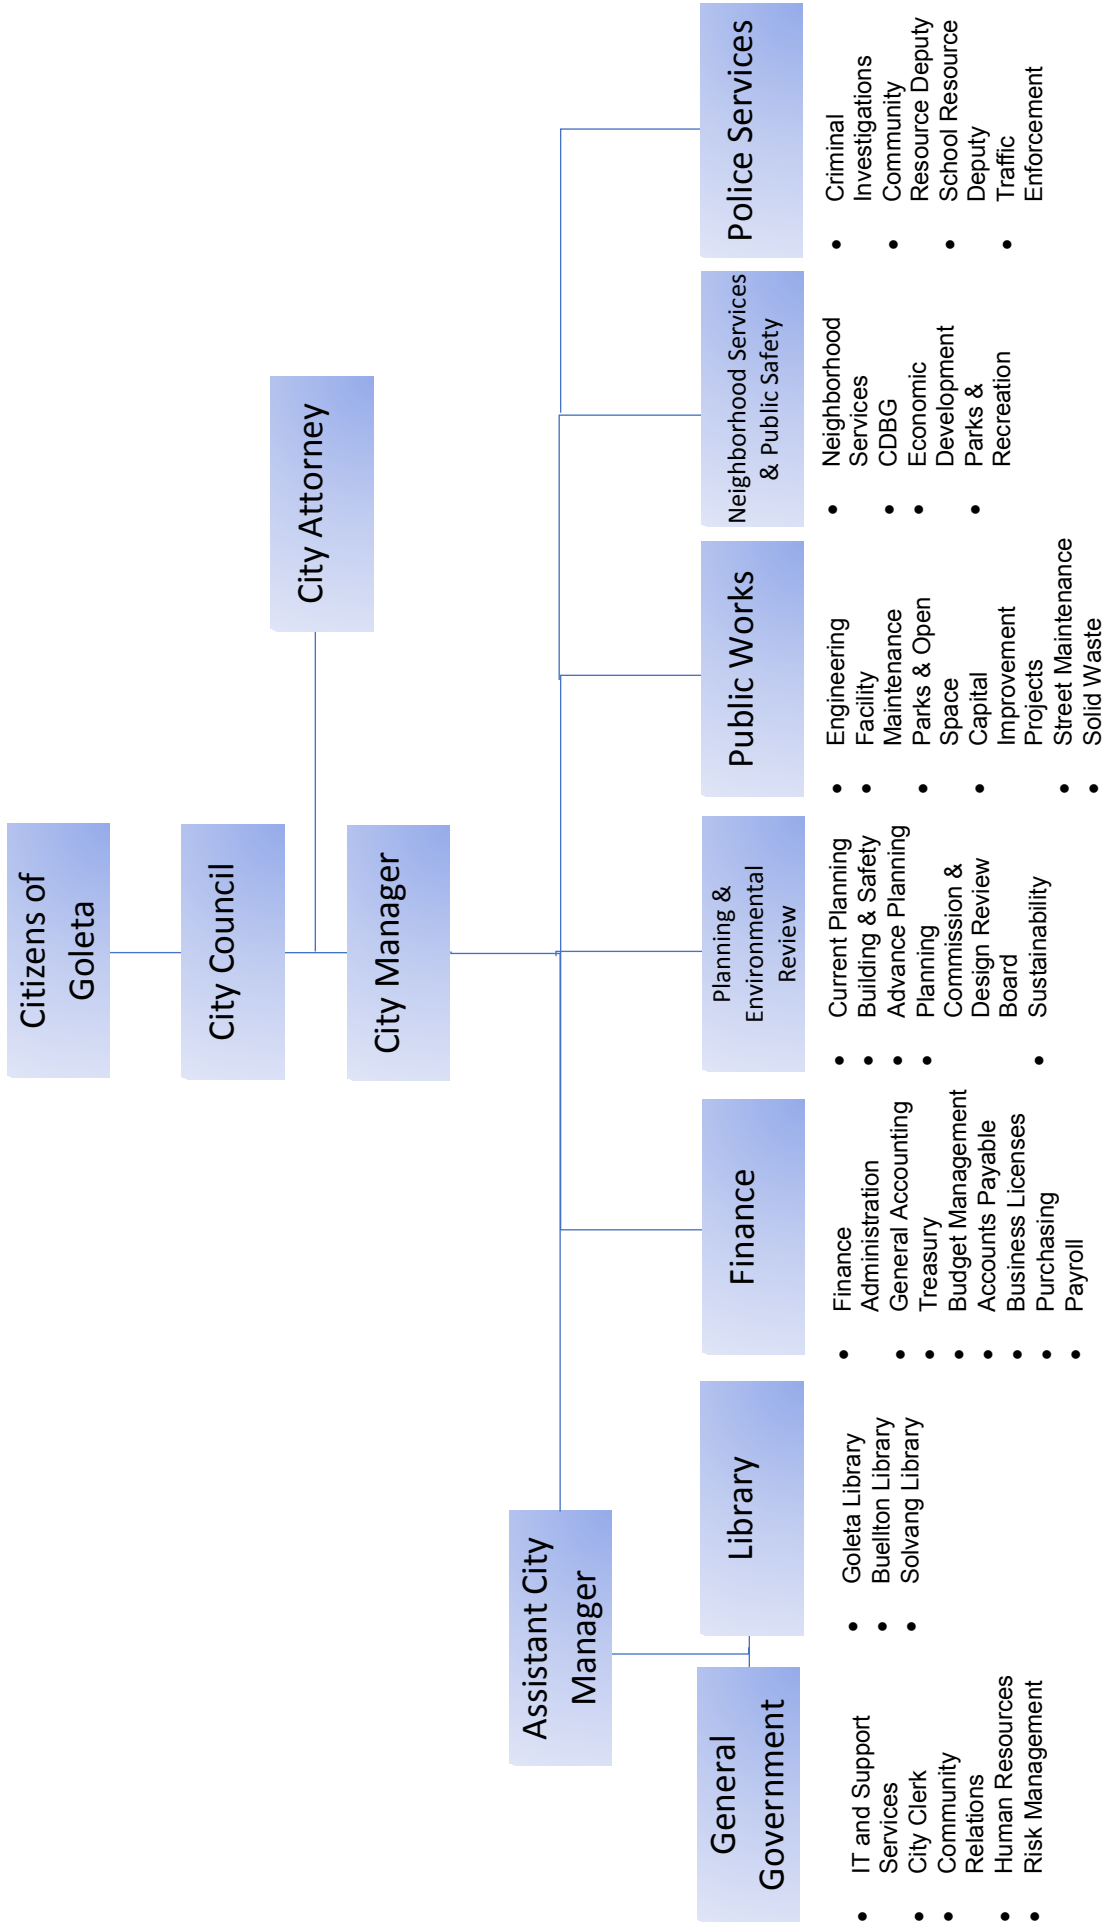 Citizens of
Goleta
City Council
City Attorney
City Manager
Assistant City
Manager
General
Government
• IT and Support
Services
• City Clerk
• Community
Relations
• Human Resources
• Risk Management
Library
• Goleta Library
• Buellton Library
• Solvang Library
Finance
• Finance
Administration
• General Accounting
• Treasury
• Budget Management
• Accounts Payable
• Business Licenses
• Purchasing
• Payroll
Planning &
Environmental
Review
• Current Planning
• Building & Safety
• Advance Planning
• Planning
Commission &
Design Review
Board
• Sustainability
Public Works
• Engineering
• Facility
Maintenance
• Parks & Open
Space
• Capital
Improvement
Projects
• Street Maintenance
• Solid Waste
Neighborhood Services
& Public Safety
• Neighborhood
Services
• CDBG
• Economic
Development
• Parks &
Recreation
Police Services
• Criminal
Investigations
• Community
Resource Deputy
• School Resource
Deputy
• Traffic
Enforcement